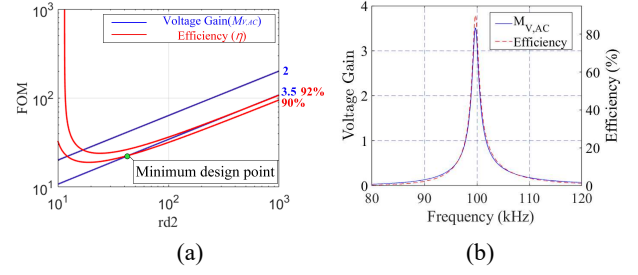 (a)
FOM
10³
10²
10¹
Voltage Gain(M_V,AC)
Efficiency (η)
2
3.5 92%
90%
Minimum design point
10¹ 10² 10³
rd2
(a)
(b)
Voltage Gain
4
3
2
1
0
M_V,AC
Efficiency
Efficiency (%)
80
60
40
20
0
80 90 100 110 120
Frequency (kHz)
(b)